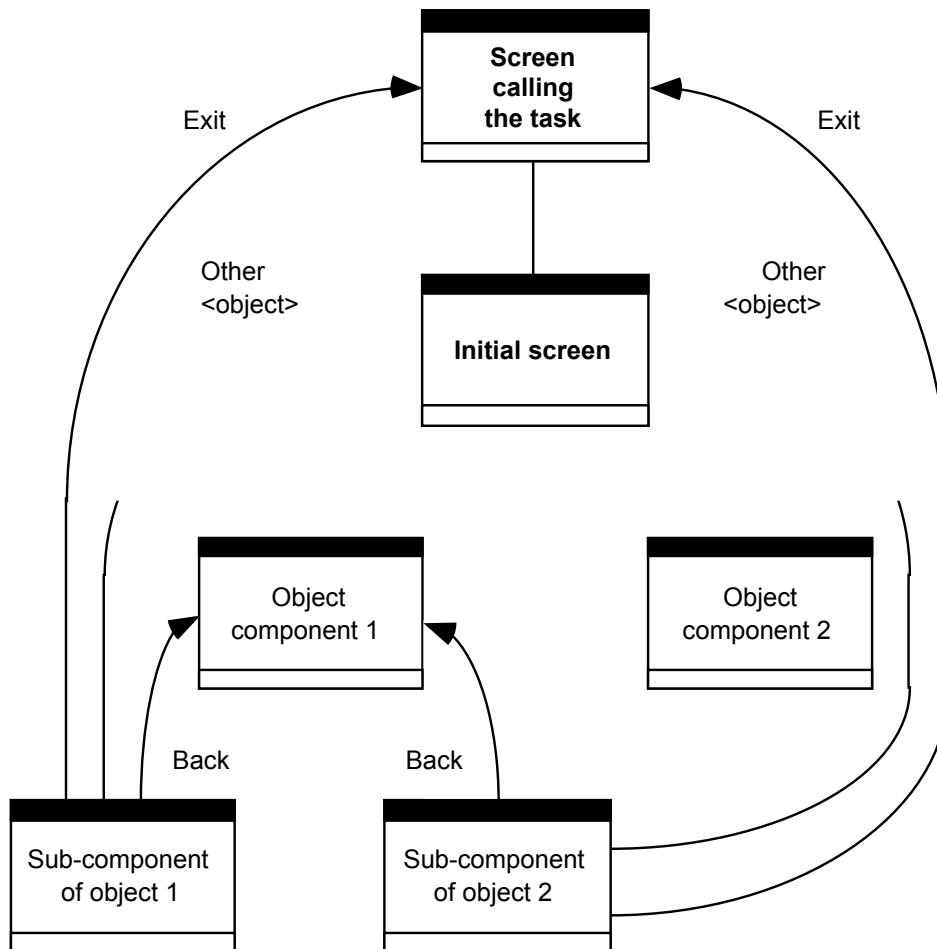 Screen
calling
the task
Exit
Exit
Other
<object>
Other
<object>
Initial screen
Object
component 1
Object
component 2
Back
Back
Sub-component
of object 1
Sub-component
of object 2